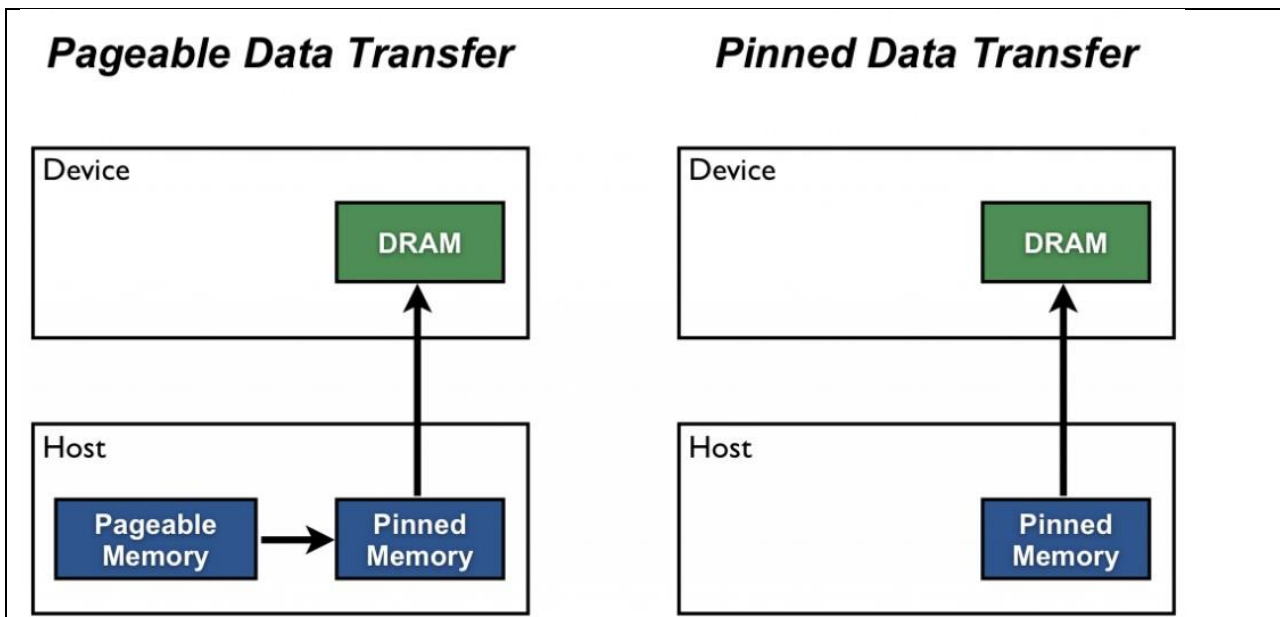 Pageable Data Transfer
Device
DRAM
Host
Pageable
Memory
Pinned
Memory
Pinned Data Transfer
Device
DRAM
Host
Pinned
Memory